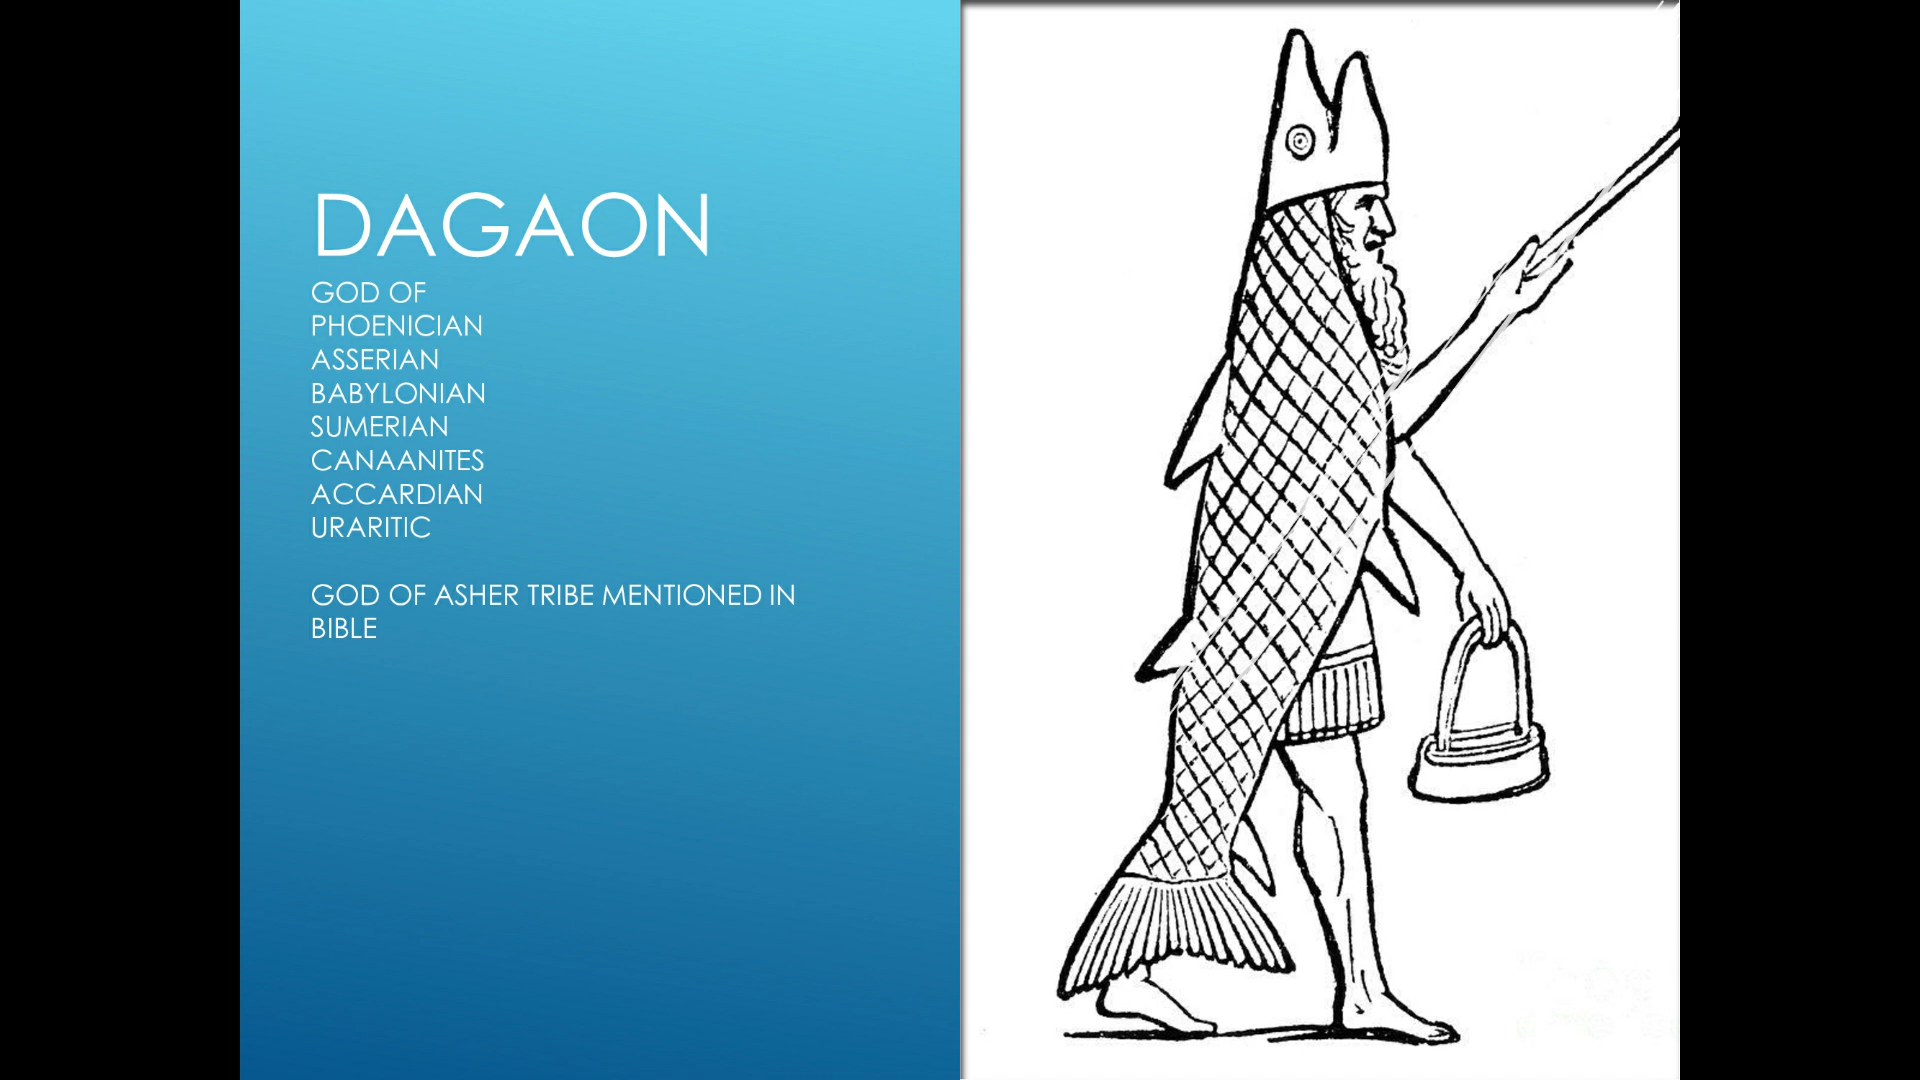 DAGAON
GOD OF
PHOENICIAN
ASSERIAN
BABYLONIAN
SUMERIAN
CANAANITES
ACCARDIAN
URARITIC
GOD OF ASHER TRIBE MENTIONED IN
BIBLE